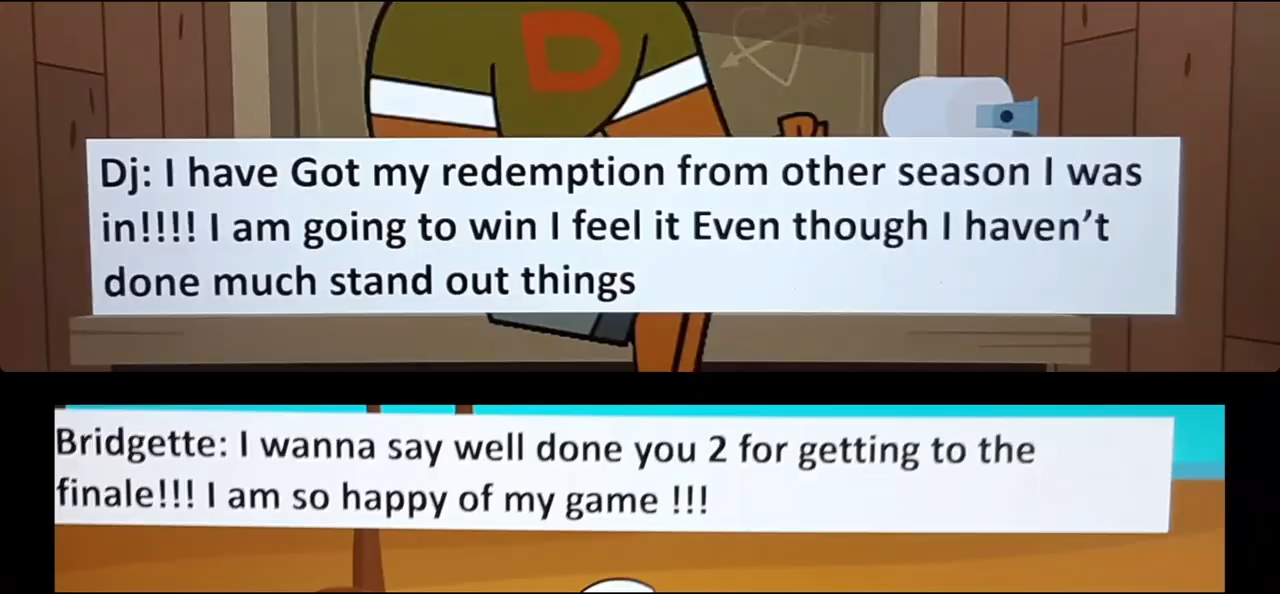 D
Dj: I have Got my redemption from other season I was
in!!!! I am going to win I feel it Even though I haven't
done much stand out things
Bridgette: I wanna say well done you 2 for getting to the
finale!!! I am so happy of my game !!!